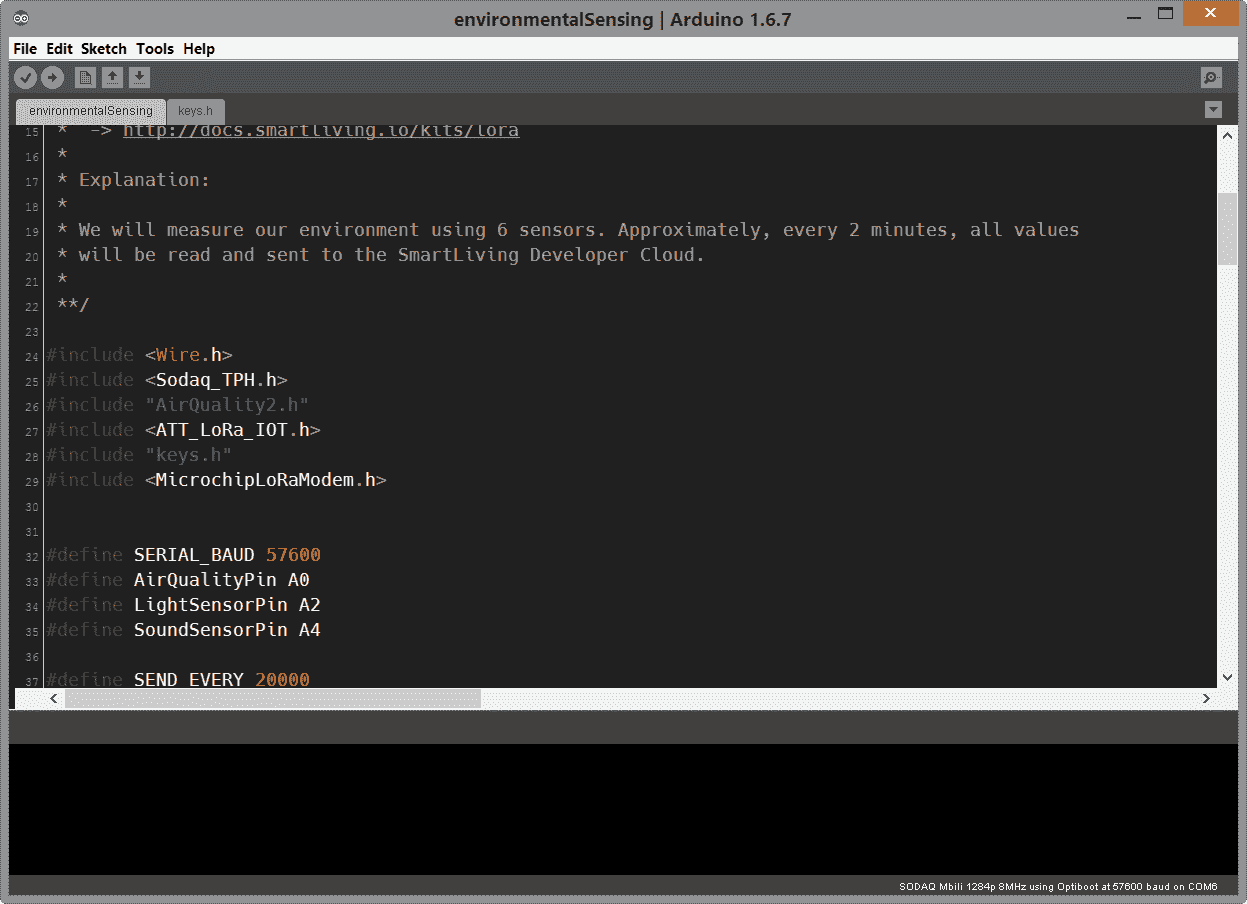 environmentalSensing | Arduino 1.6.7
File Edit Sketch Tools Help
environmentalSensing keys.h
15 *  -> http://docs.smartliving.io/kits/lora
16 *
17 * Explanation:
18 *
19 * We will measure our environment using 6 sensors. Approximately, every 2 minutes, all values
20 * will be read and sent to the SmartLiving Developer Cloud.
21 *
22 **/
23
24 #include <Wire.h>
25 #include <Sodaq_TPH.h>
26 #include "AirQuality2.h"
27 #include <ATT_LoRa_IOT.h>
28 #include "keys.h"
29 #include <MicrochipLoRaModem.h>
30
31
32 #define SERIAL_BAUD 57600
33 #define AirQualityPin A0
34 #define LightSensorPin A2
35 #define SoundSensorPin A4
36
37 #define SEND_EVERY 20000
SODAQ Mbili 1284p 8MHz using Optiboot at 57600 baud on COM6